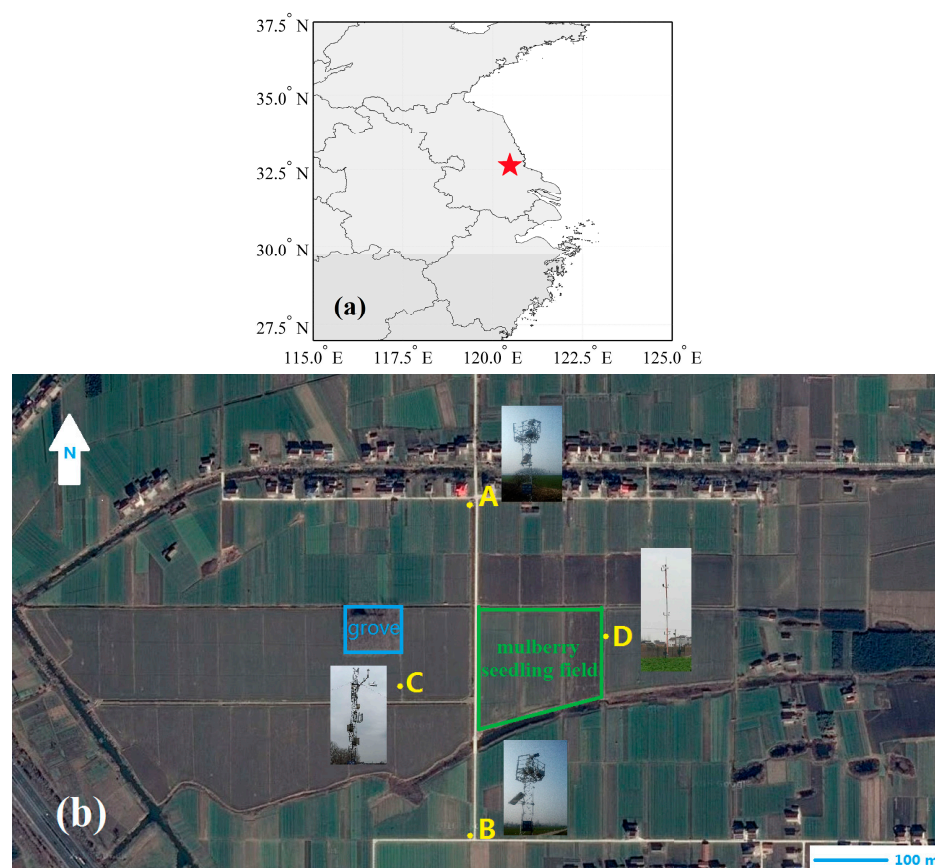 37.5° N
35.0° N
32.5° N
30.0° N
27.5° N
(a)
115.0° E
117.5° E
120.0° E
122.5° E
125.0° E
N
A
grove
mulberry
seedling field
D
C
B
(b)
100 m